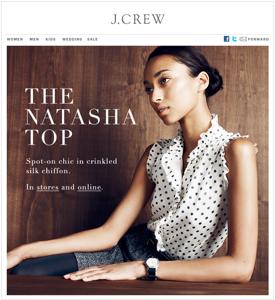 J.CREW
WOMEN MEN KIDS WEDDING SALE FORWARD
THE
NATASHA
TOP
Spot-on chic in crinkled
silk chiffon.
In stores and online.